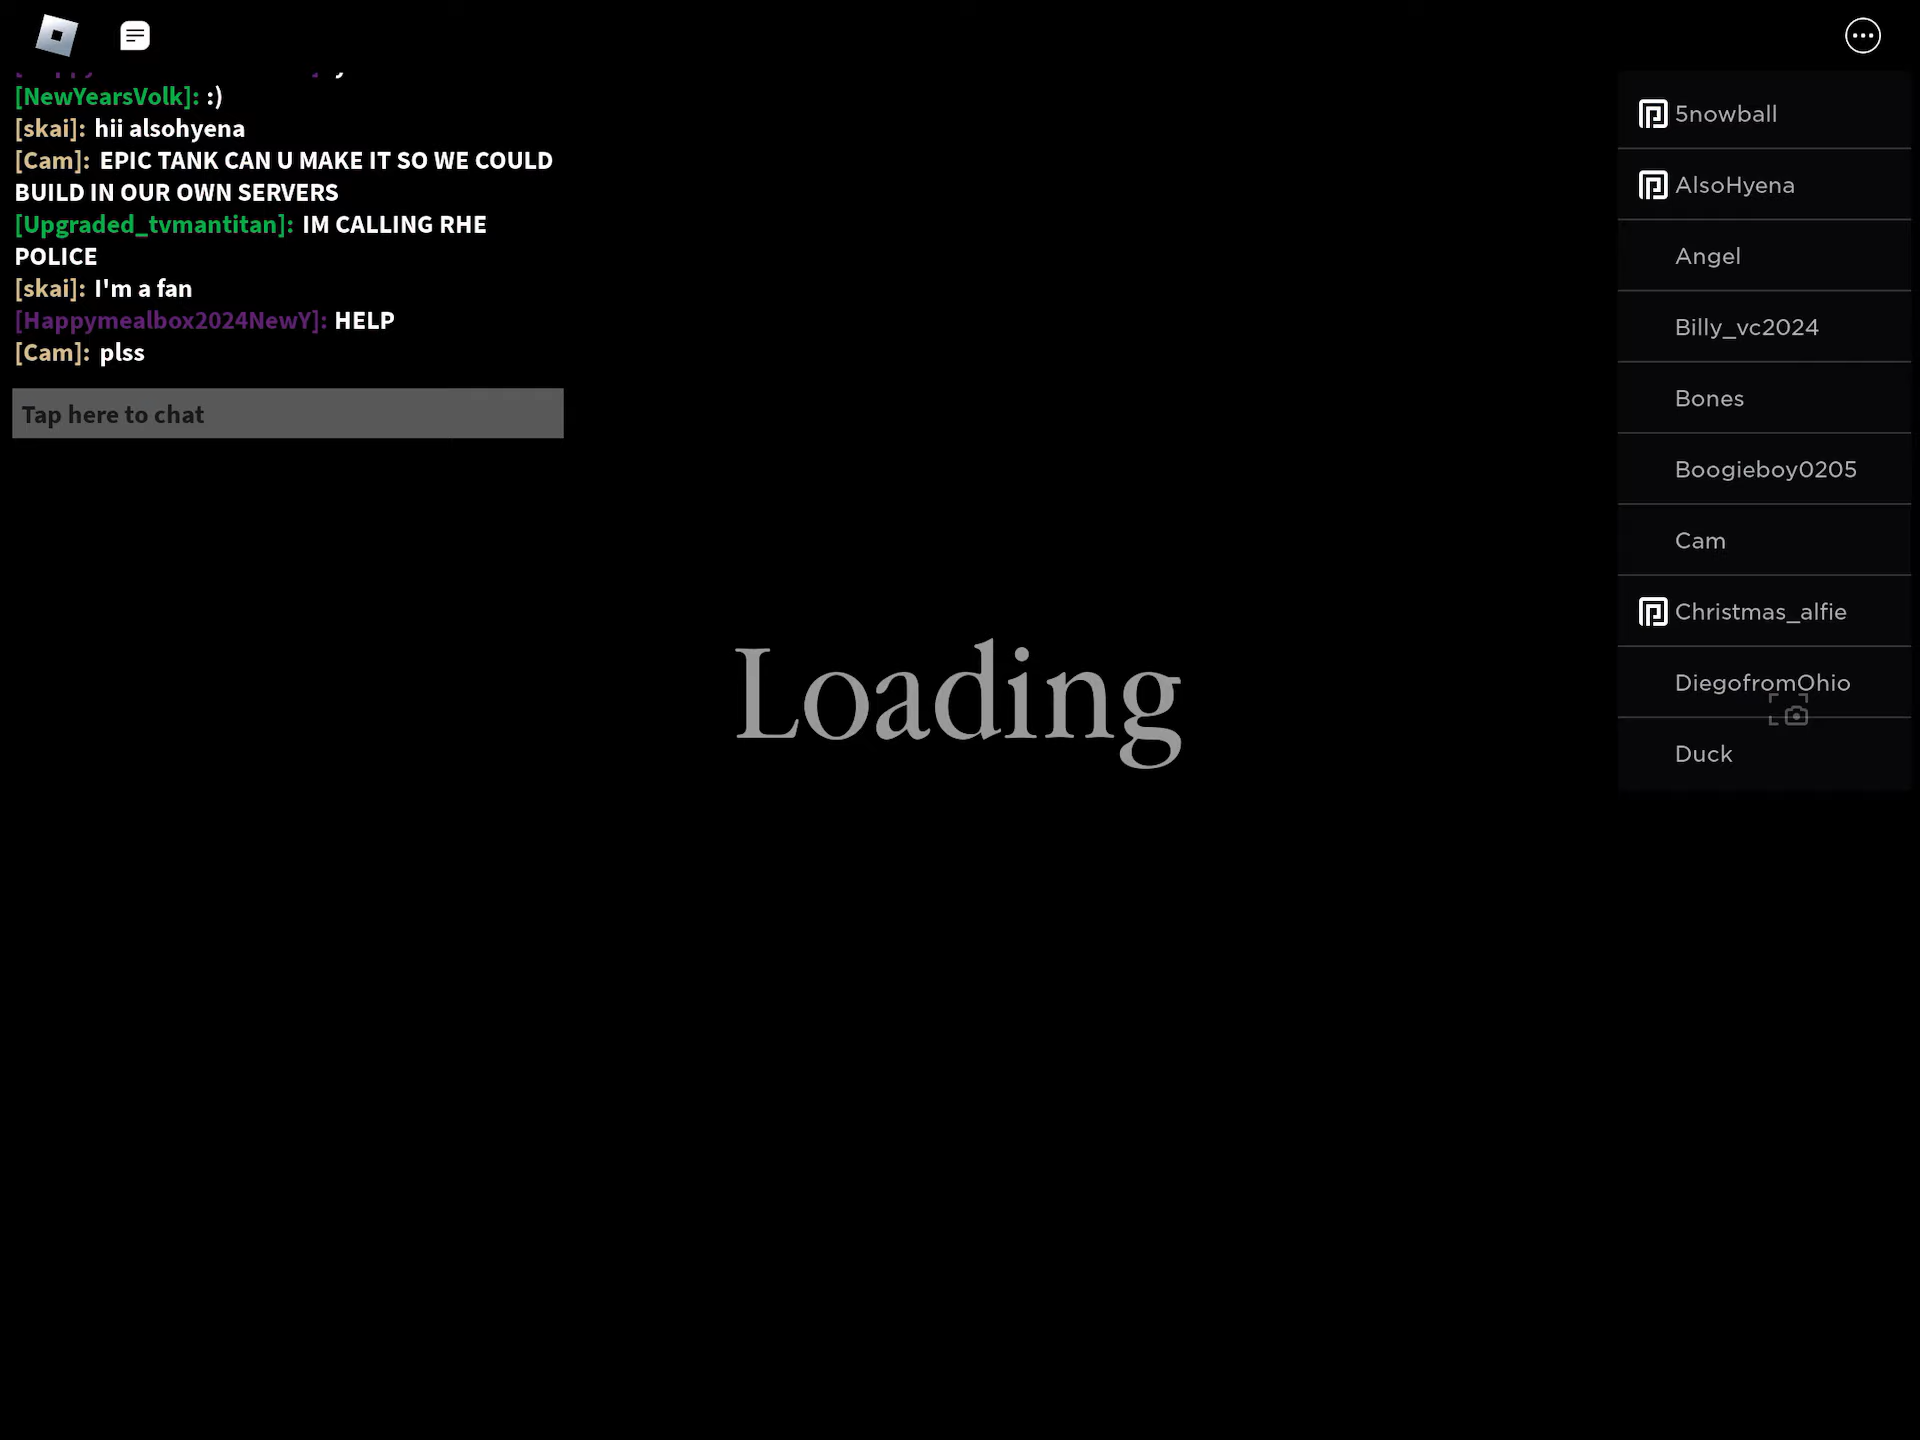 [NewYearsVolk]: :)
[skai]: hii alsohyena
[Cam]: EPIC TANK CAN U MAKE IT SO WE COULD
BUILD IN OUR OWN SERVERS
[Upgraded_tvmantitan]: IM CALLING RHE
POLICE
[skai]: I'm a fan
[Happymealbox2024NewY]: HELP
[Cam]: plss
Tap here to chat
Loading
5nowball
AlsoHyena
Angel
Billy_vc2024
Bones
Boogieboy0205
Cam
Christmas_alfie
DiegofromOhio
Duck